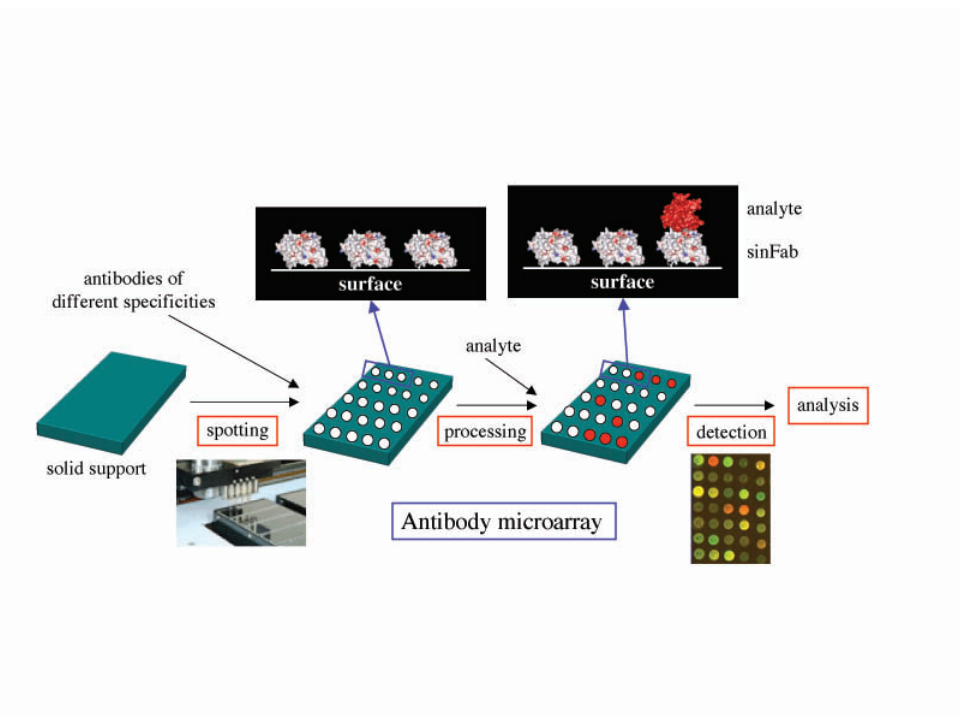 analyte
sinFab
surface
surface
antibodies of
different specificities
analyte
spotting
processing
detection
analysis
solid support
Antibody microarray